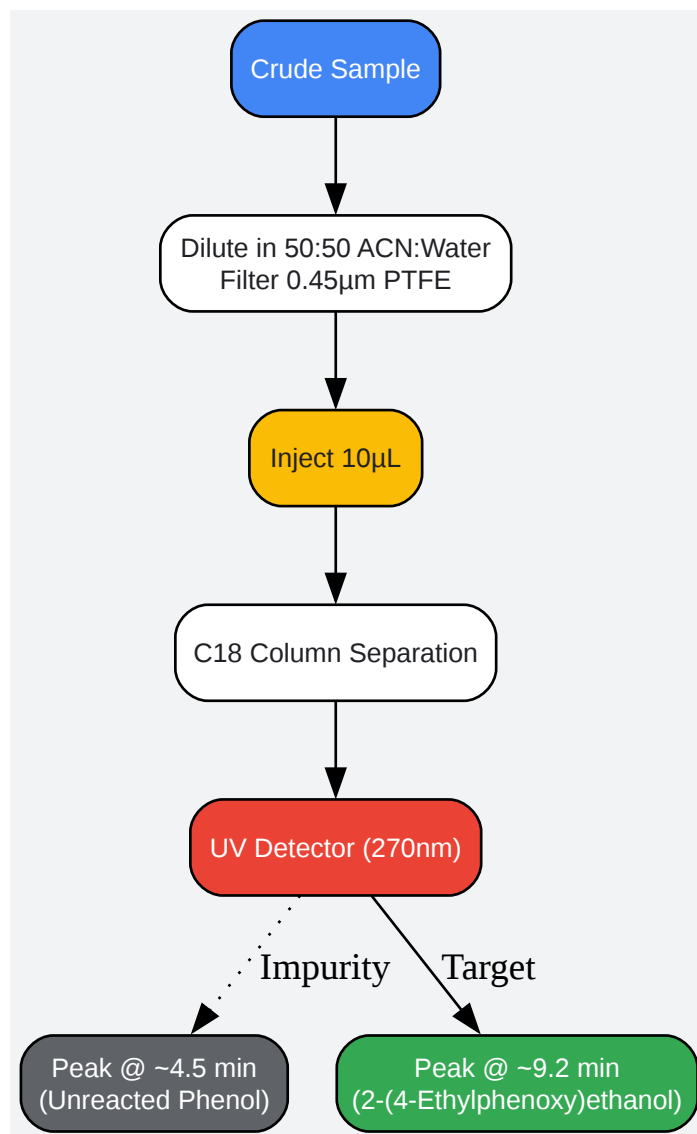 Crude Sample
Dilute in 50:50 ACN:Water
Filter 0.45µm PTFE
Inject 10µL
C18 Column Separation
UV Detector (270nm)
Impurity
Target
Peak @ ~4.5 min
(Unreacted Phenol)
Peak @ ~9.2 min
(2-(4-Ethylphenoxy)ethanol)